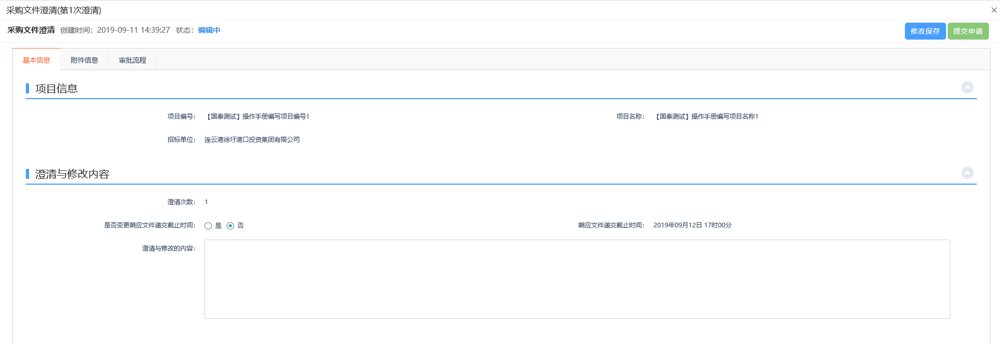 采购文件澄清(第1次澄清)
采购文件澄清 创建时间：2019-09-11 14:39:27 状态：编辑中 修改保存 提交申请
基本信息 附件信息 审批流程
项目信息
项目编号： 【国泰测试】操作手册编写项目编号1 项目名称： 【国泰测试】操作手册编写项目名称1
招标单位： 连云港徐圩港口投资集团有限公司
澄清与修改内容
澄清次数： 1
是否变更响应文件递交截止时间： 是 否 响应文件递交截止时间： 2019年09月12日 17时00分
澄清与修改的内容：